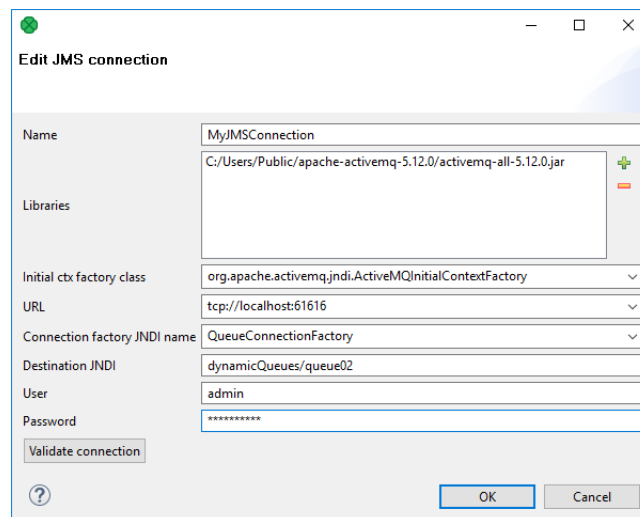 Edit JMS connection
Name MyJMSConnection
Libraries C:/Users/Public/apache-activemq-5.12.0/activemq-all-5.12.0.jar
Initial ctx factory class org.apache.activemq.jndi.ActiveMQInitialContextFactory
URL tcp://localhost:61616
Connection factory JNDI name QueueConnectionFactory
Destination JNDI dynamicQueues/queue02
User admin
Password **********
Validate connection
? OK Cancel